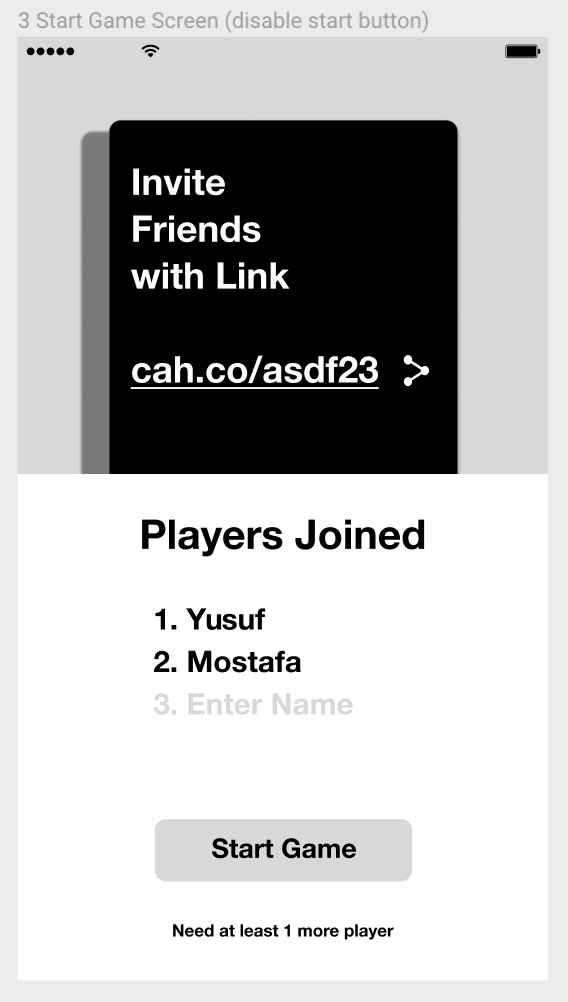 3 Start Game Screen (disable start button)
Invite
Friends
with Link
cah.co/asdf23
Players Joined
1. Yusuf
2. Mostafa
3. Enter Name
Start Game
Need at least 1 more player